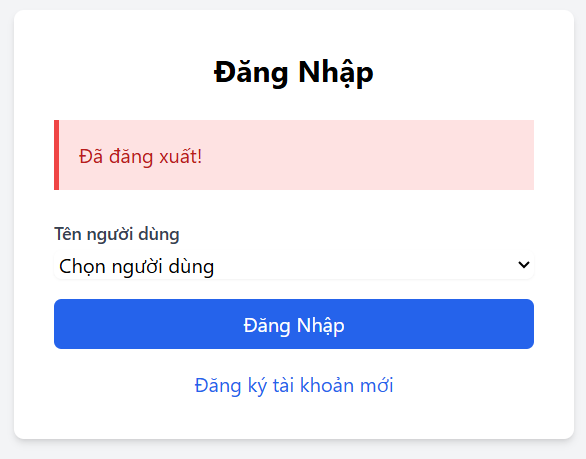 Đăng Nhập
Đã đăng xuất!
Tên người dùng
Chọn người dùng
Đăng Nhập
Đăng ký tài khoản mới